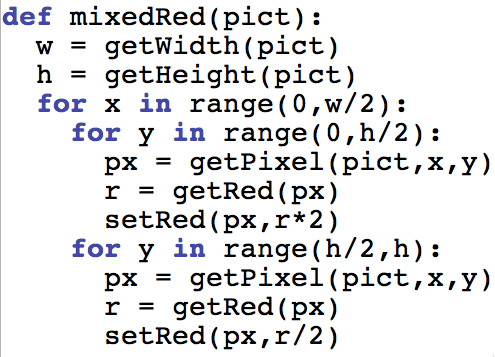 def mixedRed(pict):
  w = getWidth(pict)
  h = getHeight(pict)
  for x in range(0,w/2):
    for y in range(0,h/2):
      px = getPixel(pict,x,y)
      r = getRed(px)
      setRed(px,r*2)
    for y in range(h/2,h):
      px = getPixel(pict,x,y)
      r = getRed(px)
      setRed(px,r/2)